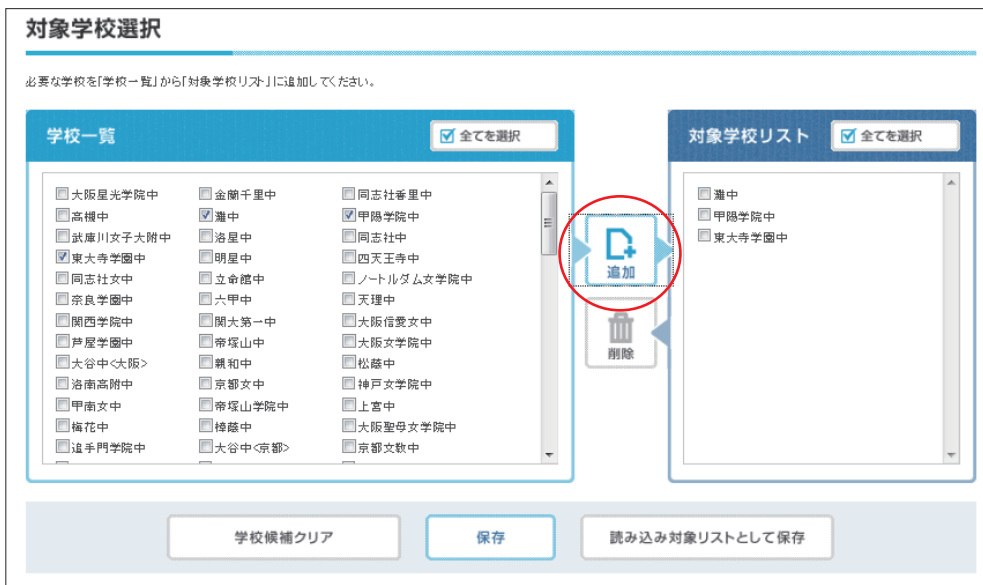 対象学校選択
必要な学校を「学校一覧」から「対象学校リスト」に追加してください。
学校一覧 全てを選択
大阪星光学院中 金蘭千里中 同志社香里中
高槻中 灘中 甲陽学院中
武庫川女子大附中 洛星中 同志社中
東大寺学園中 明星中 四天王寺中
同志社女中 立命館中 ノートルダム女学院中
奈良学園中 六甲中 天理中
関西学院中 関大第一中 大阪信愛女中
芦屋学園中 帝塚山中 大阪女学院中
大谷中<大阪> 親和中 松蔭中
洛南高附中 京都女中 神戸女学院中
甲南女中 帝塚山学院中 上宮中
梅花中 樟蔭中 大阪聖母女学院中
追手門学院中 大谷中<京都> 京都文教中
追加
削除
対象学校リスト 全てを選択
灘中
甲陽学院中
東大寺学園中
学校候補クリア 保存 読み込み対象リストとして保存